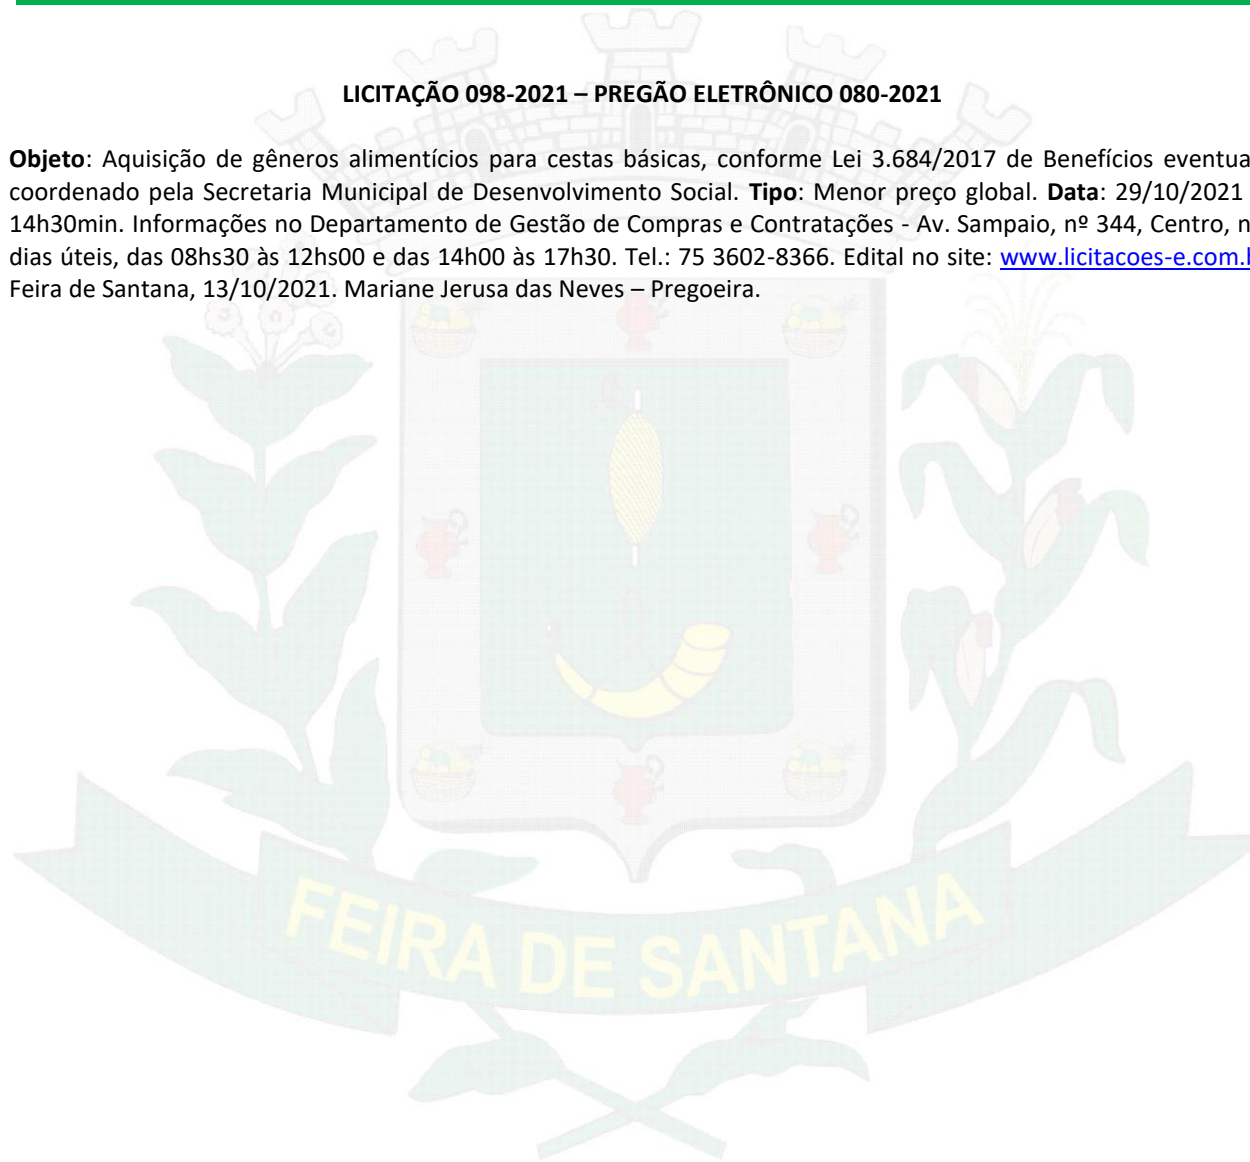 LICITAÇÃO 098-2021 – PREGÃO ELETRÔNICO 080-2021
Objeto: Aquisição de gêneros alimentícios para cestas básicas, conforme Lei 3.684/2017 de Benefícios eventua
coordenado pela Secretaria Municipal de Desenvolvimento Social. Tipo: Menor preço global. Data: 29/10/2021
14h30min. Informações no Departamento de Gestão de Compras e Contratações - Av. Sampaio, nº 344, Centro, n
dias úteis, das 08hs30 às 12hs00 e das 14h00 às 17h30. Tel.: 75 3602-8366. Edital no site: www.licitacoes-e.com.b
Feira de Santana, 13/10/2021. Mariane Jerusa das Neves – Pregoeira.
FEIRA DE SANTANA